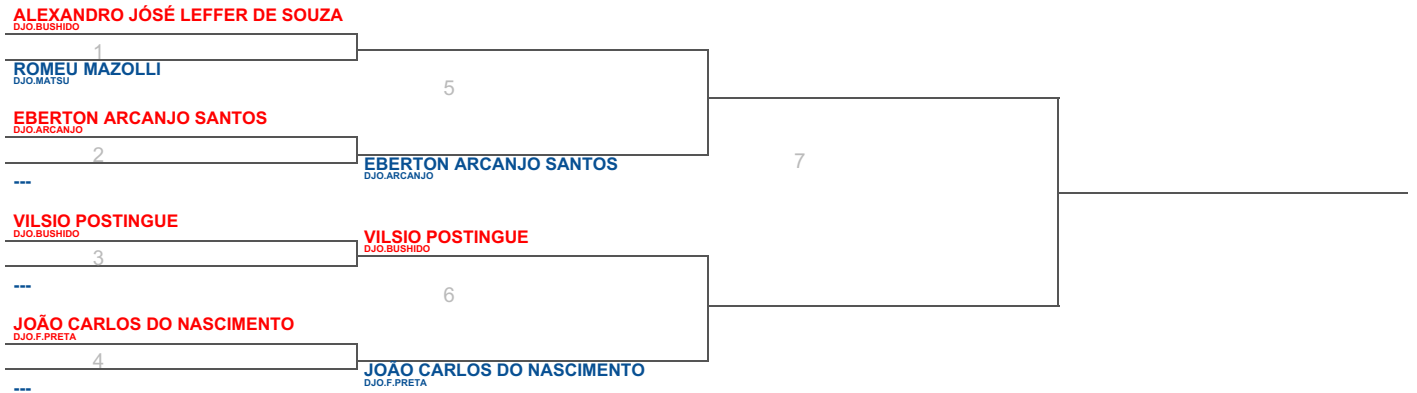 ALEXANDRO JÓSÉ LEFFER DE SOUZA
DJO.BUSHIDO
1
ROMEU MAZOLLI
DJO.MATSU
5
EBERTON ARCANJO SANTOS
DJO.ARCANJO
2
---
EBERTON ARCANJO SANTOS
DJO.ARCANJO
7
VILSIO POSTINGUE
DJO.BUSHIDO
3
---
VILSIO POSTINGUE
DJO.BUSHIDO
6
JOÃO CARLOS DO NASCIMENTO
DJO.F.PRETA
4
---
JOÃO CARLOS DO NASCIMENTO
DJO.F.PRETA